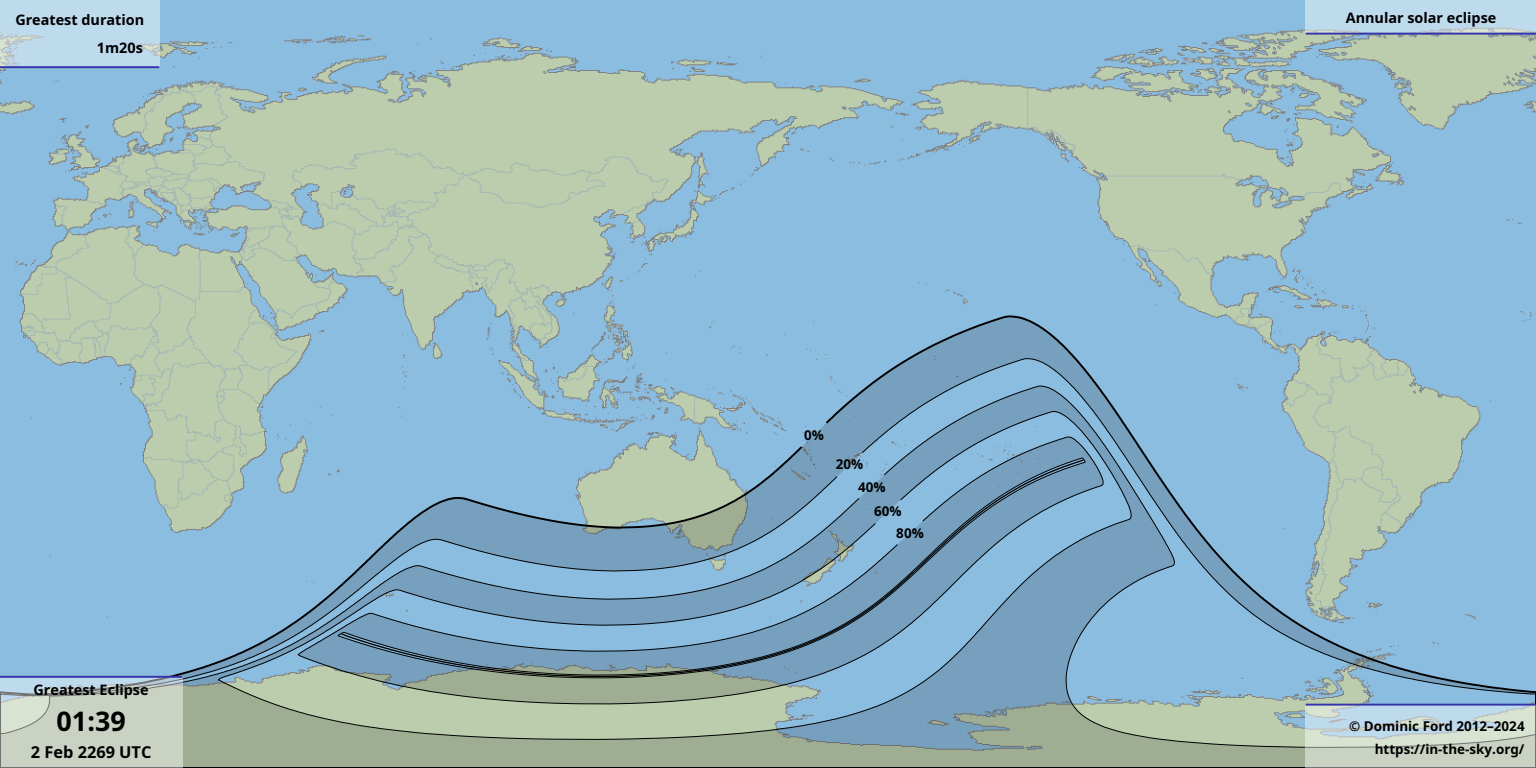 Greatest duration
1m20s
Annular solar eclipse
0%
20%
40%
60%
80%
Greatest Eclipse
01:39
2 Feb 2269 UTC
© Dominic Ford 2012–2024
https://in-the-sky.org/